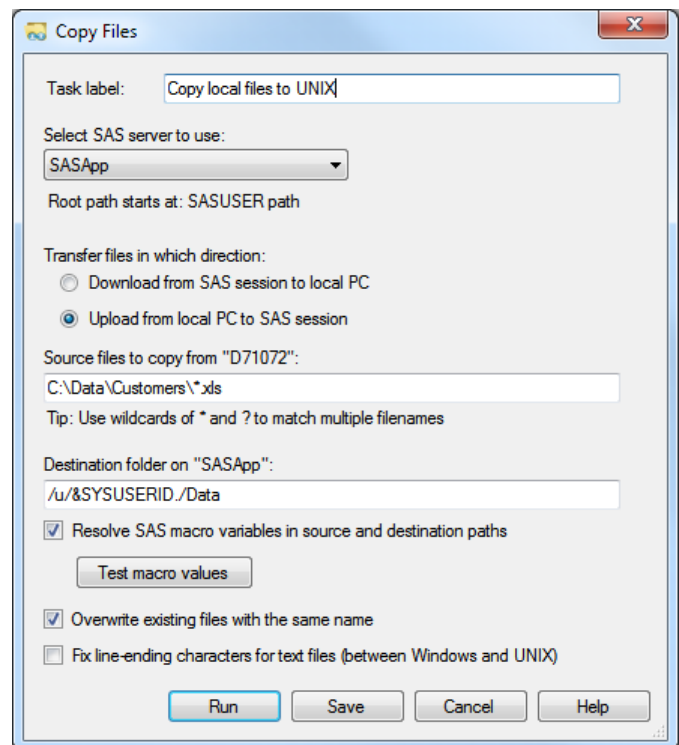 Copy Files
Task label: Copy local files to UNIX
Select SAS server to use:
SASApp
Root path starts at: SASUSER path
Transfer files in which direction:
Download from SAS session to local PC
Upload from local PC to SAS session
Source files to copy from "D71072":
C:\Data\Customers\*.xls
Tip: Use wildcards of * and ? to match multiple filenames
Destination folder on "SASApp":
/u/&SYSUSERID./Data
Resolve SAS macro variables in source and destination paths
Test macro values
Overwrite existing files with the same name
Fix line-ending characters for text files (between Windows and UNIX)
Run Save Cancel Help